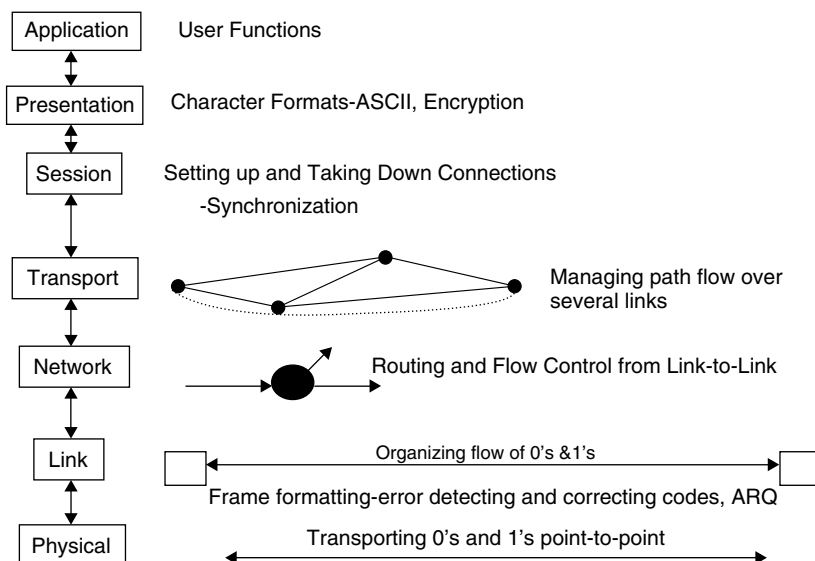 Application
User Functions
Presentation
Character Formats-ASCII, Encryption
Session
Setting up and Taking Down Connections
-Synchronization
Transport
Managing path flow over
several links
Network
Routing and Flow Control from Link-to-Link
Link
Organizing flow of 0's &1's
Frame formatting-error detecting and correcting codes, ARQ
Physical
Transporting 0's and 1's point-to-point